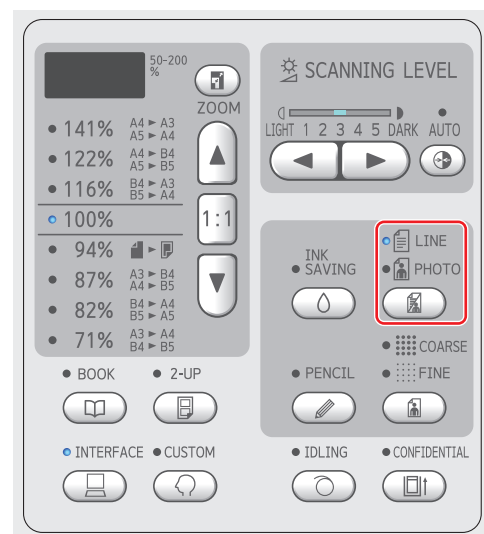 50-200
%
ZOOM
141% A4 ► A3
A5 ► A4
122% A4 ► B4
A5 ► B5
116% B4 ► A3
B5 ► A4
100%
1:1
94%
87% A3 ► B4
A4 ► B5
82% B4 ► A4
B5 ► A5
71% A3 ► A4
B4 ► B5
BOOK
2-UP
INTERFACE
CUSTOM
SCANNING LEVEL
LIGHT 1 2 3 4 5 DARK AUTO
INK
SAVING
LINE
PHOTO
COARSE
FINE
PENCIL
IDLING
CONFIDENTIAL